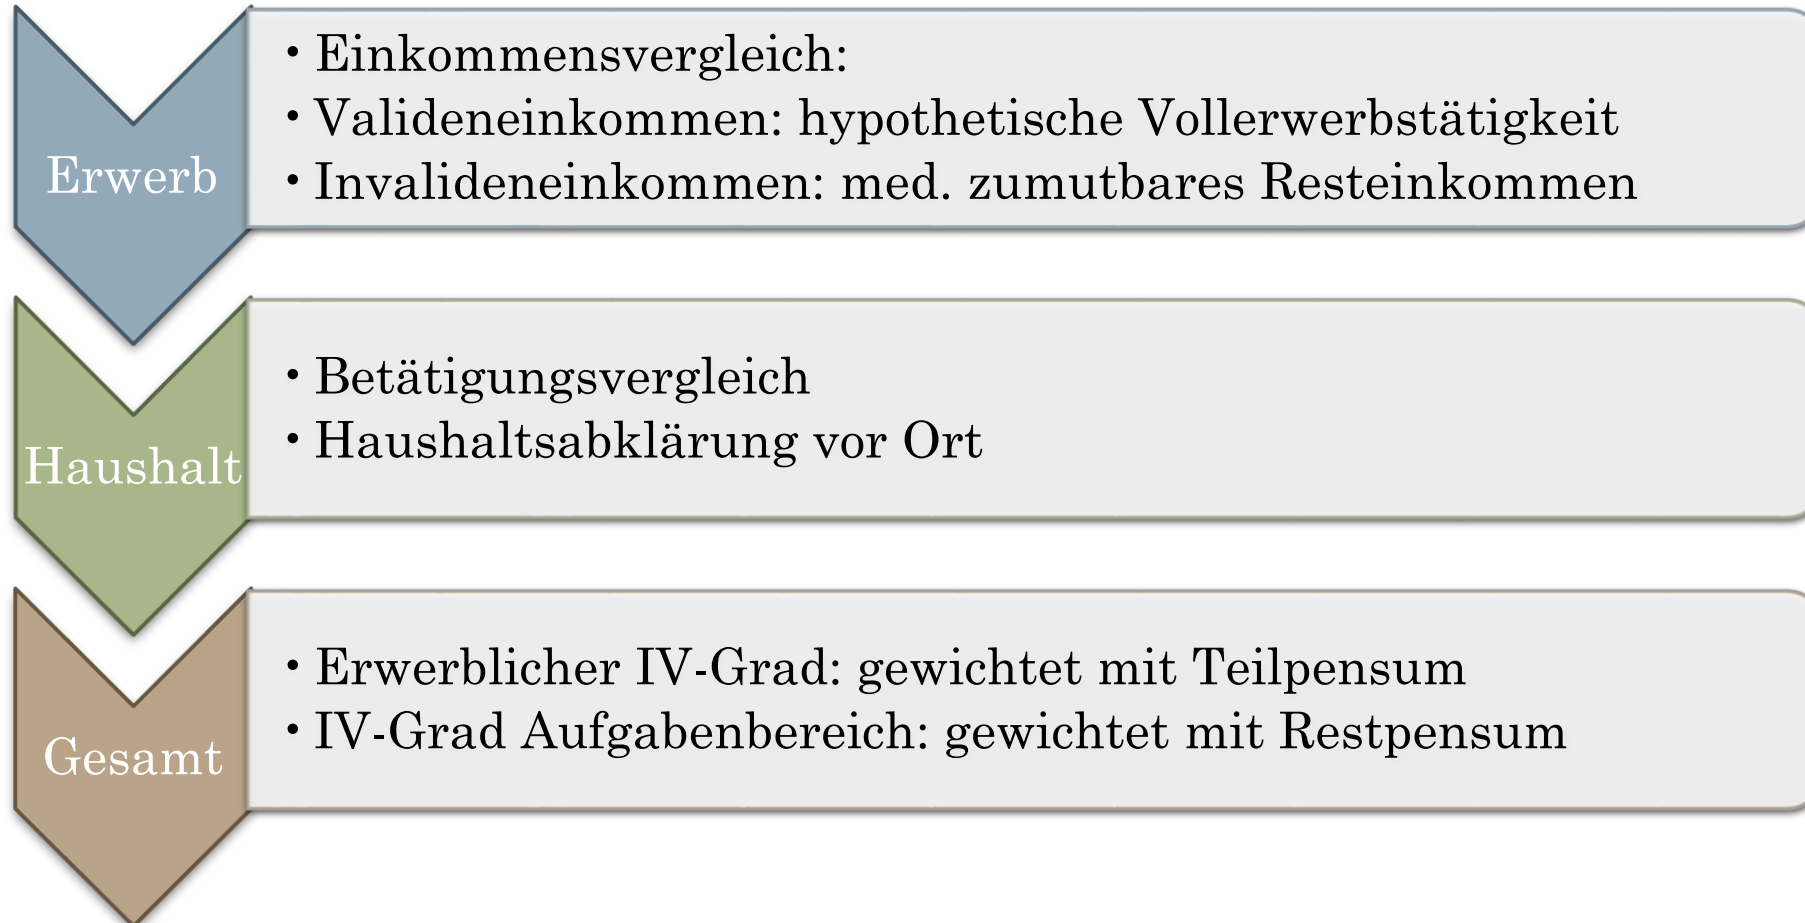 Erwerb
• Einkommensvergleich:
• Valideneinkommen: hypothetische Vollerwerbstätigkeit
• Invalideneinkommen: med. zumutbares Resteinkommen
Haushalt
• Betätigungsvergleich
• Haushaltsabklärung vor Ort
Gesamt
• Erwerblicher IV-Grad: gewichtet mit Teilpensum
• IV-Grad Aufgabenbereich: gewichtet mit Restpensum